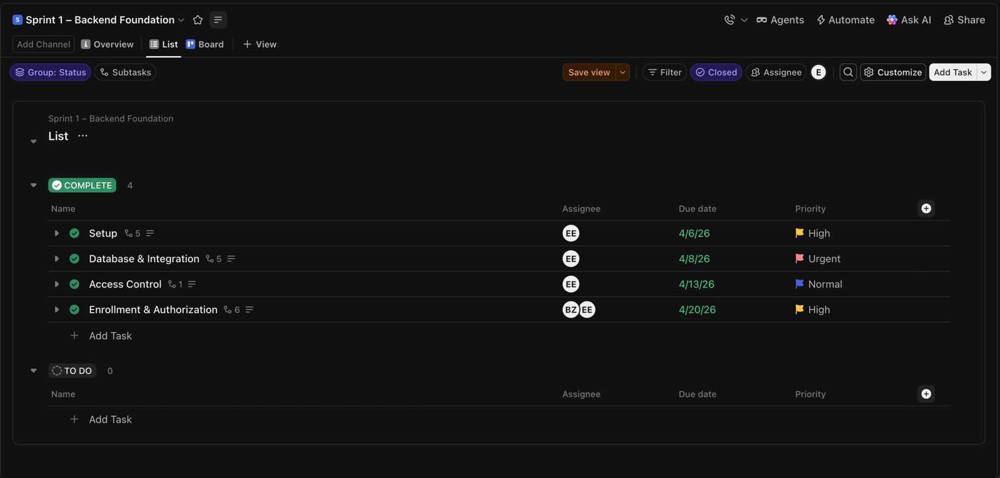 S Sprint 1 – Backend Foundation
Agents Automate Ask AI Share
Add Channel Overview List Board + View
Group: Status Subtasks
Save view Filter Closed Assignee E Customize Add Task
Sprint 1 – Backend Foundation
List ...
COMPLETE 4
Name Assignee Due date Priority
Setup 5 EE 4/6/26 High
Database & Integration 5 EE 4/8/26 Urgent
Access Control 1 EE 4/13/26 Normal
Enrollment & Authorization 6 BZ EE 4/20/26 High
+ Add Task
TO DO 0
Name Assignee Due date Priority
+ Add Task